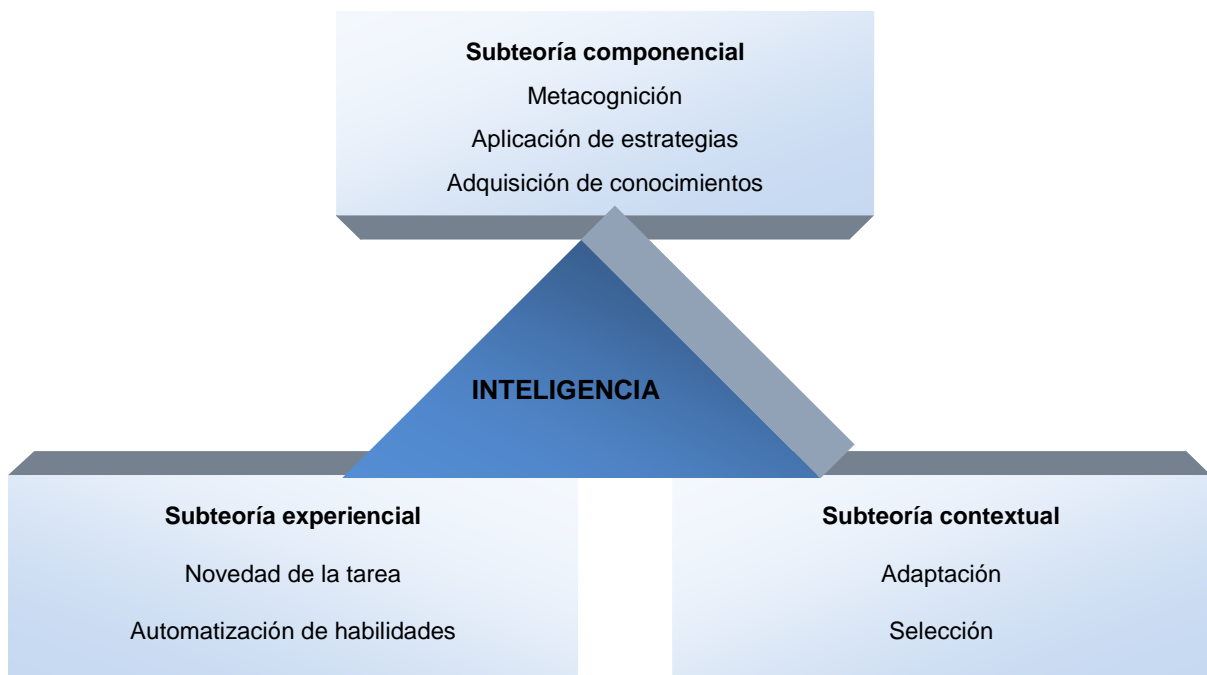 Subteoría componencial
Metacognición
Aplicación de estrategias
Adquisición de conocimientos
INTELIGENCIA
Subteoría experiencial
Novedad de la tarea
Automatización de habilidades
Subteoría contextual
Adaptación
Selección